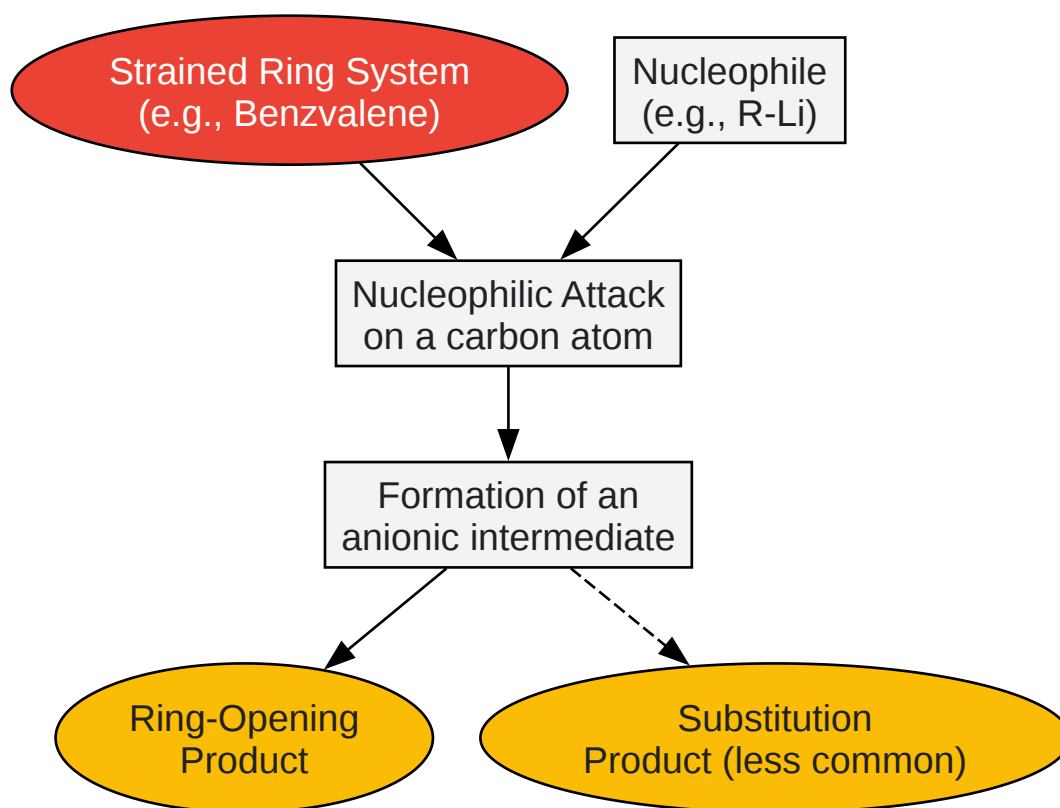 Strained Ring System
(e.g., Benzvalene)
Nucleophile
(e.g., R-Li)
Nucleophilic Attack
on a carbon atom
Formation of an
anionic intermediate
Ring-Opening
Product
Substitution
Product (less common)